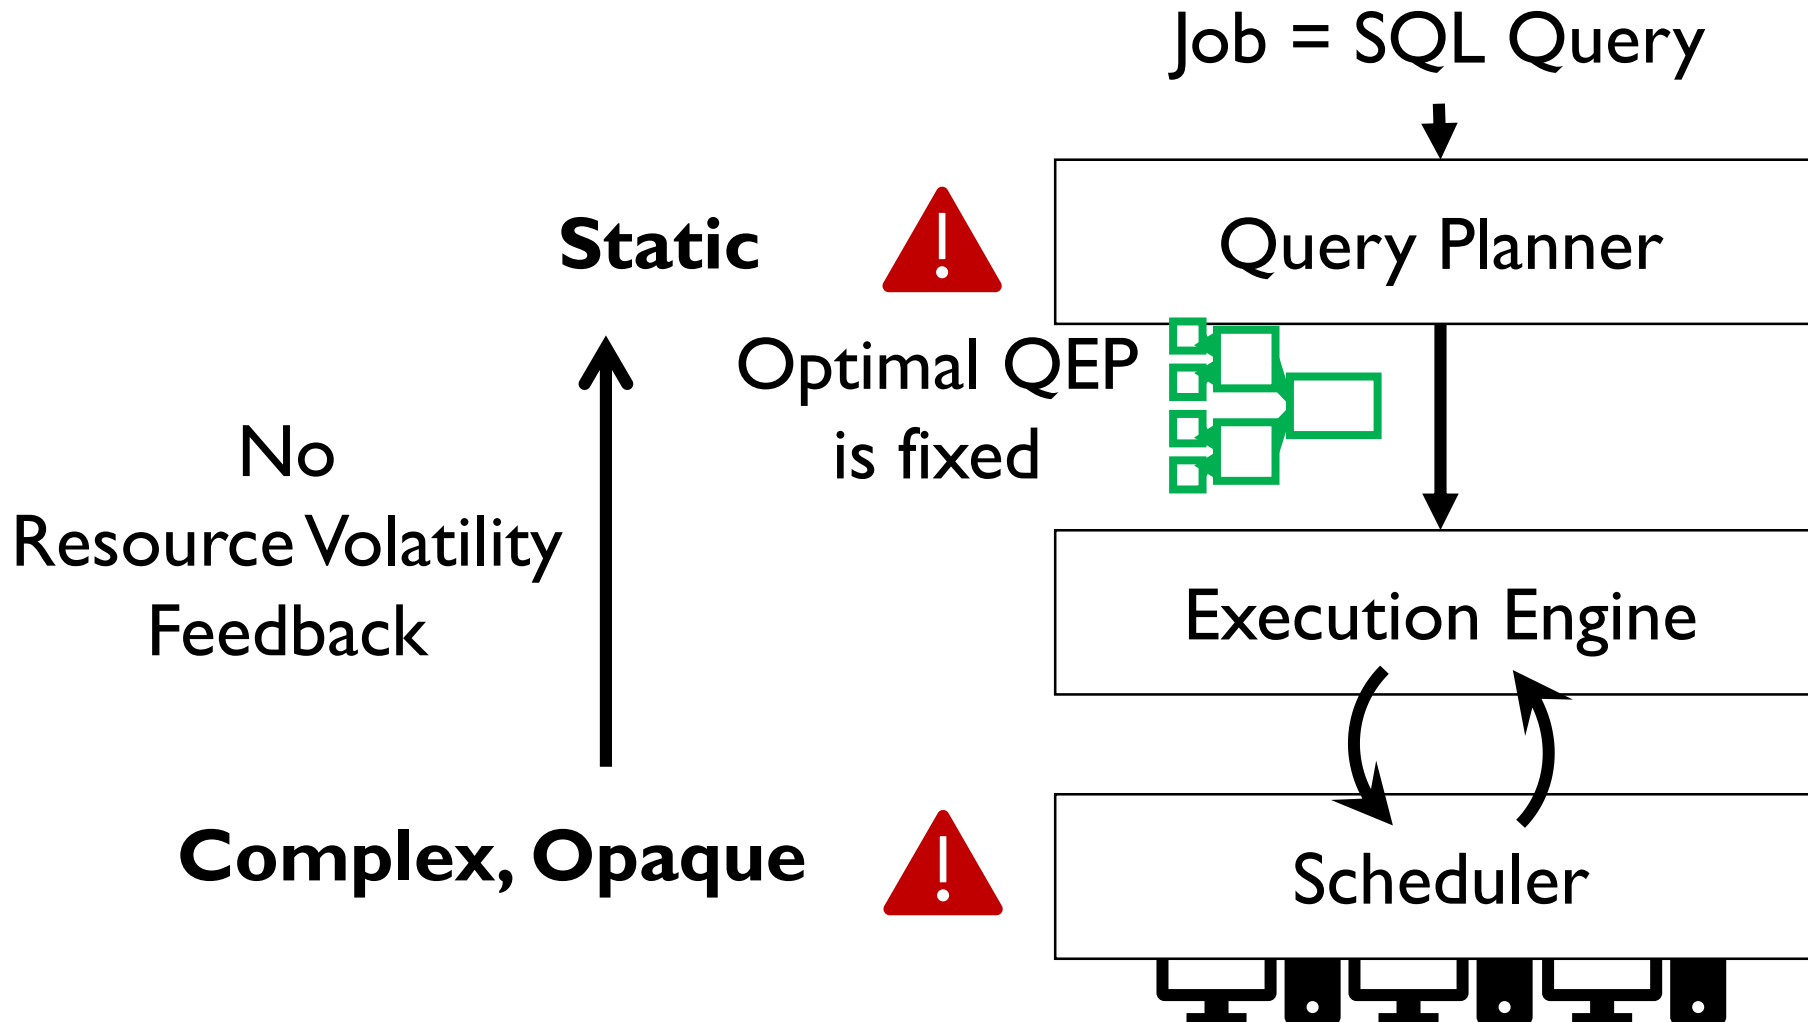 Job = SQL Query
Static
Query Planner
Optimal QEP
is fixed
No
Resource Volatility
Feedback
Execution Engine
Complex, Opaque
Scheduler